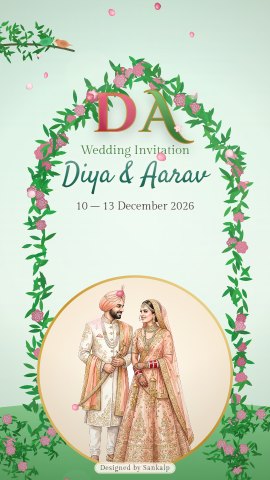 DA
Wedding Invitation
Diya & Aarav
10 — 13 December 2026
Designed by Sankalp